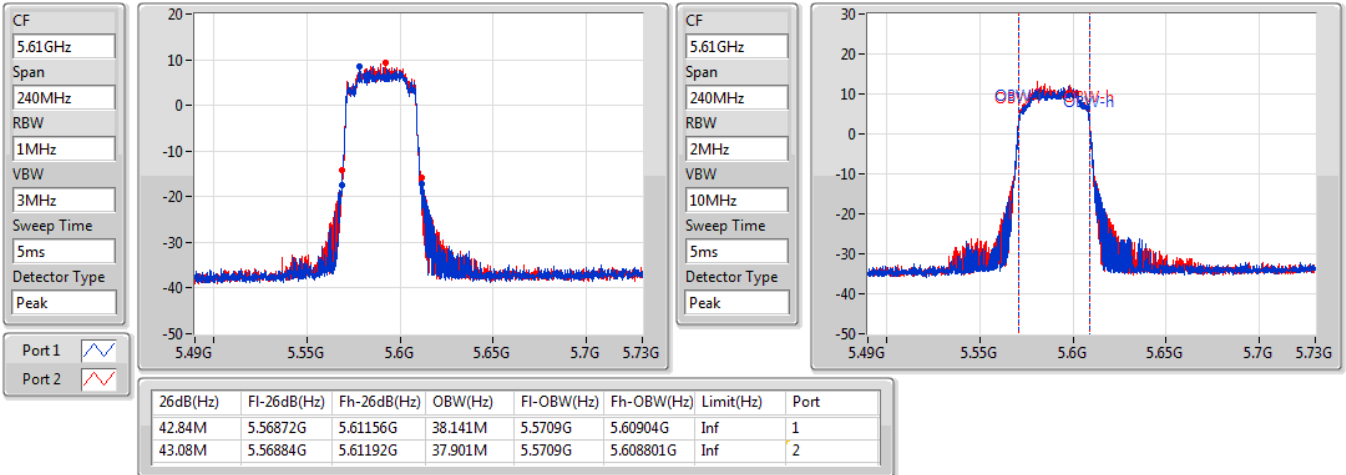 CF
5.61GHz
Span
240MHz
RBW
1MHz
VBW
3MHz
Sweep Time
5ms
Detector Type
Peak
20
10
0
-10
-20
-30
-40
-50
5.49G 5.55G 5.6G 5.65G 5.7G 5.73G
CF
5.61GHz
Span
240MHz
RBW
2MHz
VBW
10MHz
Sweep Time
5ms
Detector Type
Peak
30
20
10
0
-10
-20
-30
-40
-50
OBW-h
5.49G 5.55G 5.6G 5.65G 5.7G 5.73G
Port 1
Port 2
26dB(Hz) Fl-26dB(Hz) Fh-26dB(Hz) OBW(Hz) Fl-OBW(Hz) Fh-OBW(Hz) Limit(Hz) Port
42.84M 5.56872G 5.61156G 38.141M 5.5709G 5.60904G Inf 1
43.08M 5.56884G 5.61192G 37.901M 5.5709G 5.608801G Inf 2